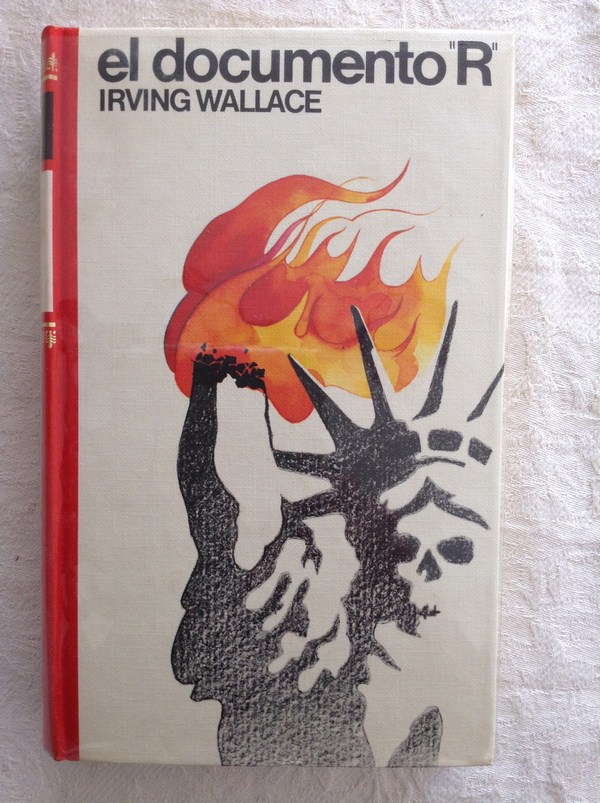 el documento "R"
IRVING WALLACE